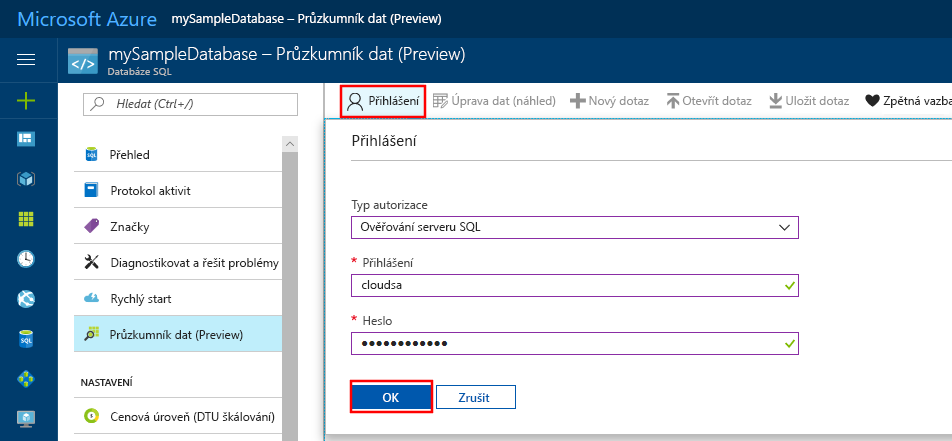 Microsoft Azure mySampleDatabase – Průzkumník dat (Preview)
mySampleDatabase – Průzkumník dat (Preview)
Databáze SQL
Hledat (Ctrl+/)
Přehled
Protokol aktivit
Značky
Diagnostikovat a řešit problémy
Rychlý start
Průzkumník dat (Preview)
NASTAVENÍ
Cenová úroveň (DTU škálování)
Přihlášení Úprava dat (náhled) Nový dotaz Otevřít dotaz Uložit dotaz Zpětná vazba
Přihlášení
Typ autorizace
Ověřování serveru SQL
* Přihlášení
cloudsa
* Heslo
••••••••••••
OK Zrušit